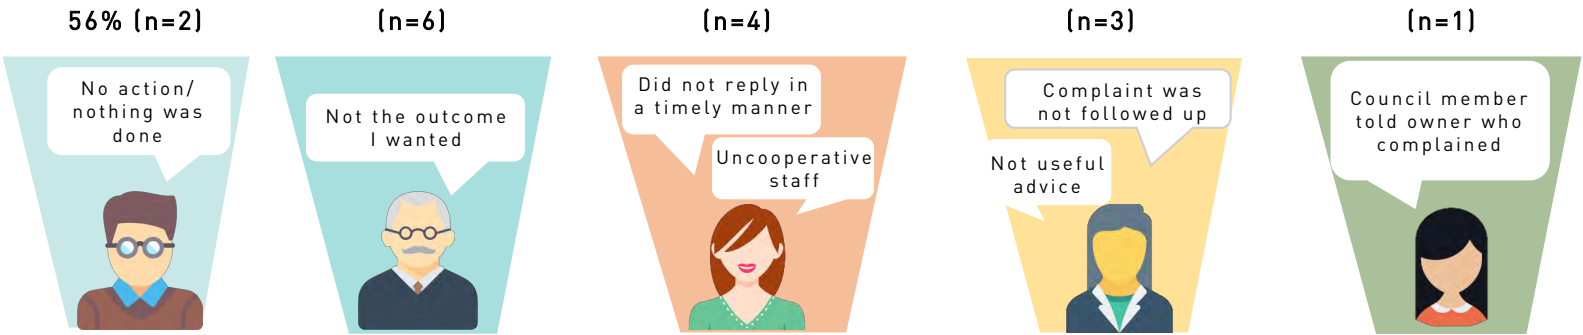 56% (n=2)
No action/
nothing was
done
(n=6)
Not the outcome
I wanted
(n=4)
Did not reply in
a timely manner
Uncooperative
staff
(n=3)
Complaint was
not followed up
Not useful
advice
(n=1)
Council member
told owner who
complained